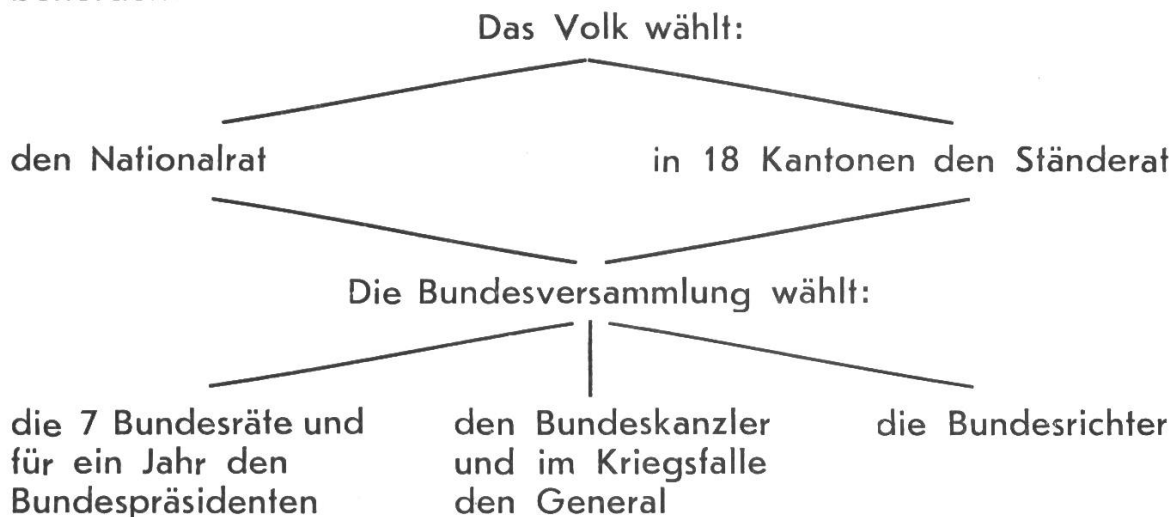 Das Volk wählt:
den Nationalrat
in 18 Kantonen den Ständerat
Die Bundesversammlung wählt:
die 7 Bundesräte und
für ein Jahr den
Bundespräsidenten
den Bundeskanzler
und im Kriegsfalle
den General
die Bundesrichter